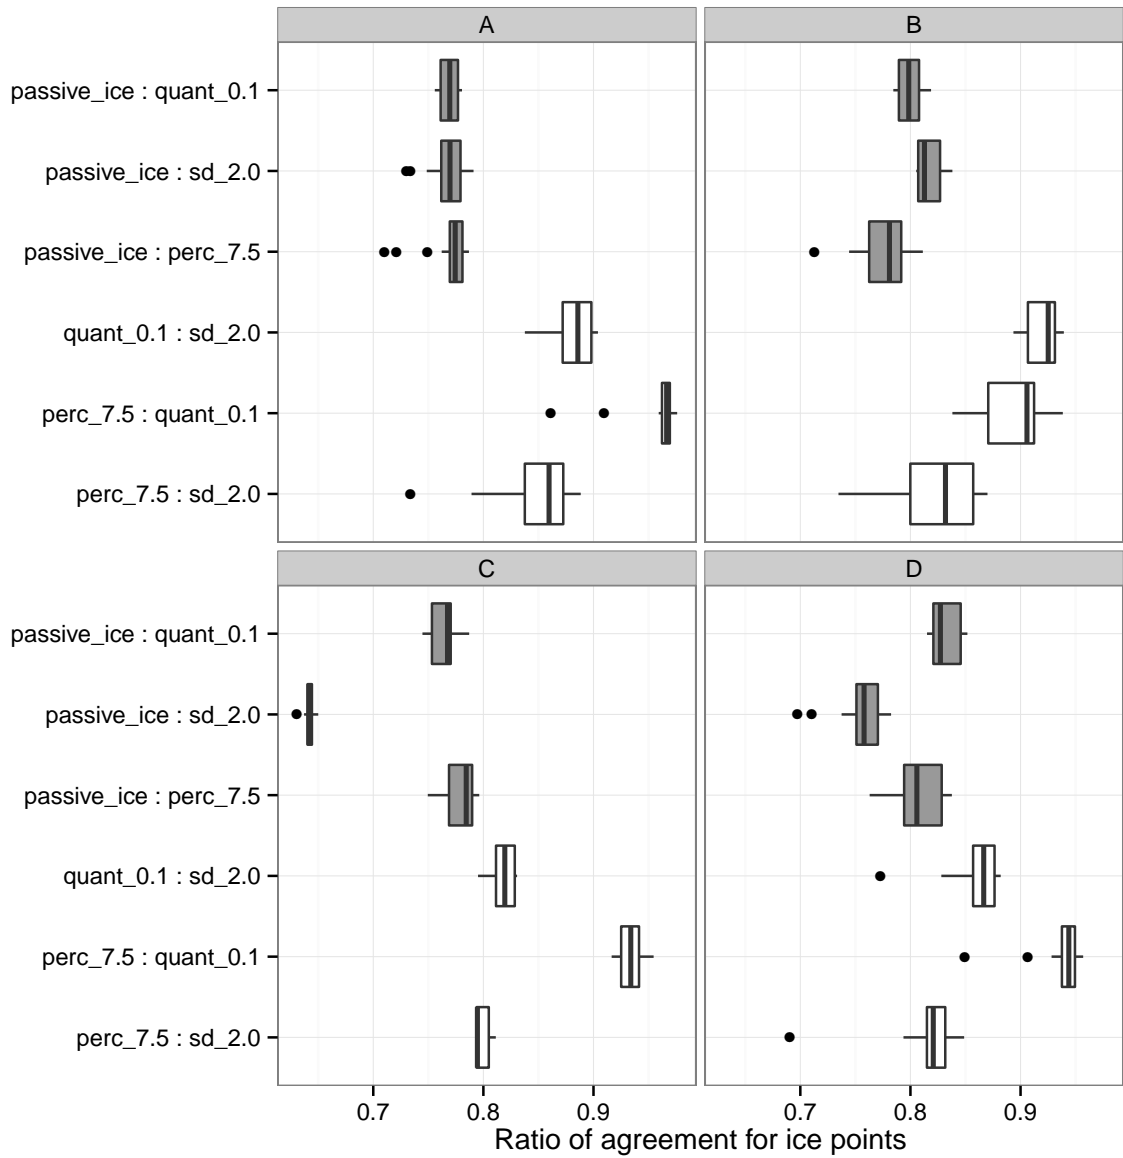 A
B
passive_ice : quant_0.1
passive_ice : sd_2.0
passive_ice : perc_7.5
quant_0.1 : sd_2.0
perc_7.5 : quant_0.1
perc_7.5 : sd_2.0
C
D
passive_ice : quant_0.1
passive_ice : sd_2.0
passive_ice : perc_7.5
quant_0.1 : sd_2.0
perc_7.5 : quant_0.1
perc_7.5 : sd_2.0
0.7 0.8 0.9 0.7 0.8 0.9
Ratio of agreement for ice points